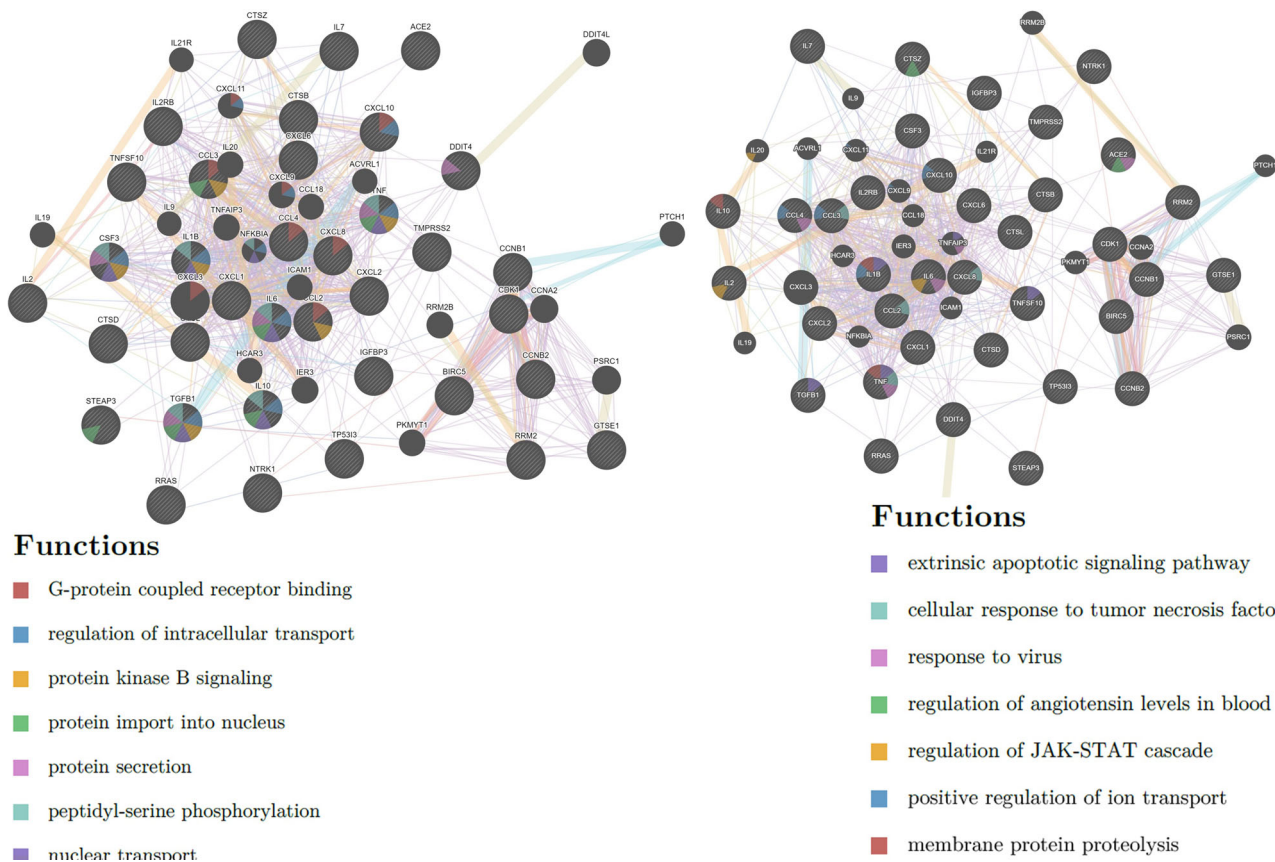 CTSZ
IL7
ACE2
IL21R
DDIT4L
CXCL11
IL2RB
CTSB
CXCL10
CXCL6
TNFSF10
CCL3
IL20
ACVRL1
DDIT4
CXCL9
CCL18
TNF
IL9
TNFAIP3
IL19
CCL4
PTCH1
CSF3
IL1B
NFKBIA
CXCL8
TMPRSS2
CCNB1
ICAM1
CXCL3
CXCL1
CXCL2
IL2
CDK1
CCNA2
IL6
CCL2
RRM2B
CTSD
HCAR3
IER3
IGFBP3
BIRC5
CCNB2
PSRC1
STEAP3
TGFB1
IL10
PKMYT1
TP53I3
RRM2
GTSE1
RRAS
NTRK1
Functions
G-protein coupled receptor binding
regulation of intracellular transport
protein kinase B signaling
protein import into nucleus
protein secretion
peptidyl-serine phosphorylation
nuclear transport
RRM2B
IL7
CTSZ
NTRK1
IGFBP3
IL9
CSF3
TMPRSS2
IL20
ACVRL1
CXCL11
IL21R
ACE2
PTCH1
CXCL10
IL2RB
CXCL9
CTSB
RRM2
IL10
CCL4
CCL3
CCL18
CXCL6
CTSL
IER3
TNFAIP3
CDK1
CCNA2
HCAR3
PKMYT1
IL1B
IL6
CXCL8
CCNB1
GTSE1
IL2
CXCL3
CCL2
ICAM1
TNFSF10
BIRC5
CXCL2
NFKBIA
IL19
CXCL1
CTSD
PSRC1
TNF
TGFB1
TP53I3
CCNB2
DDIT4
RRAS
STEAP3
Functions
extrinsic apoptotic signaling pathway
cellular response to tumor necrosis facto
response to virus
regulation of angiotensin levels in blood
regulation of JAK-STAT cascade
positive regulation of ion transport
membrane protein proteolysis